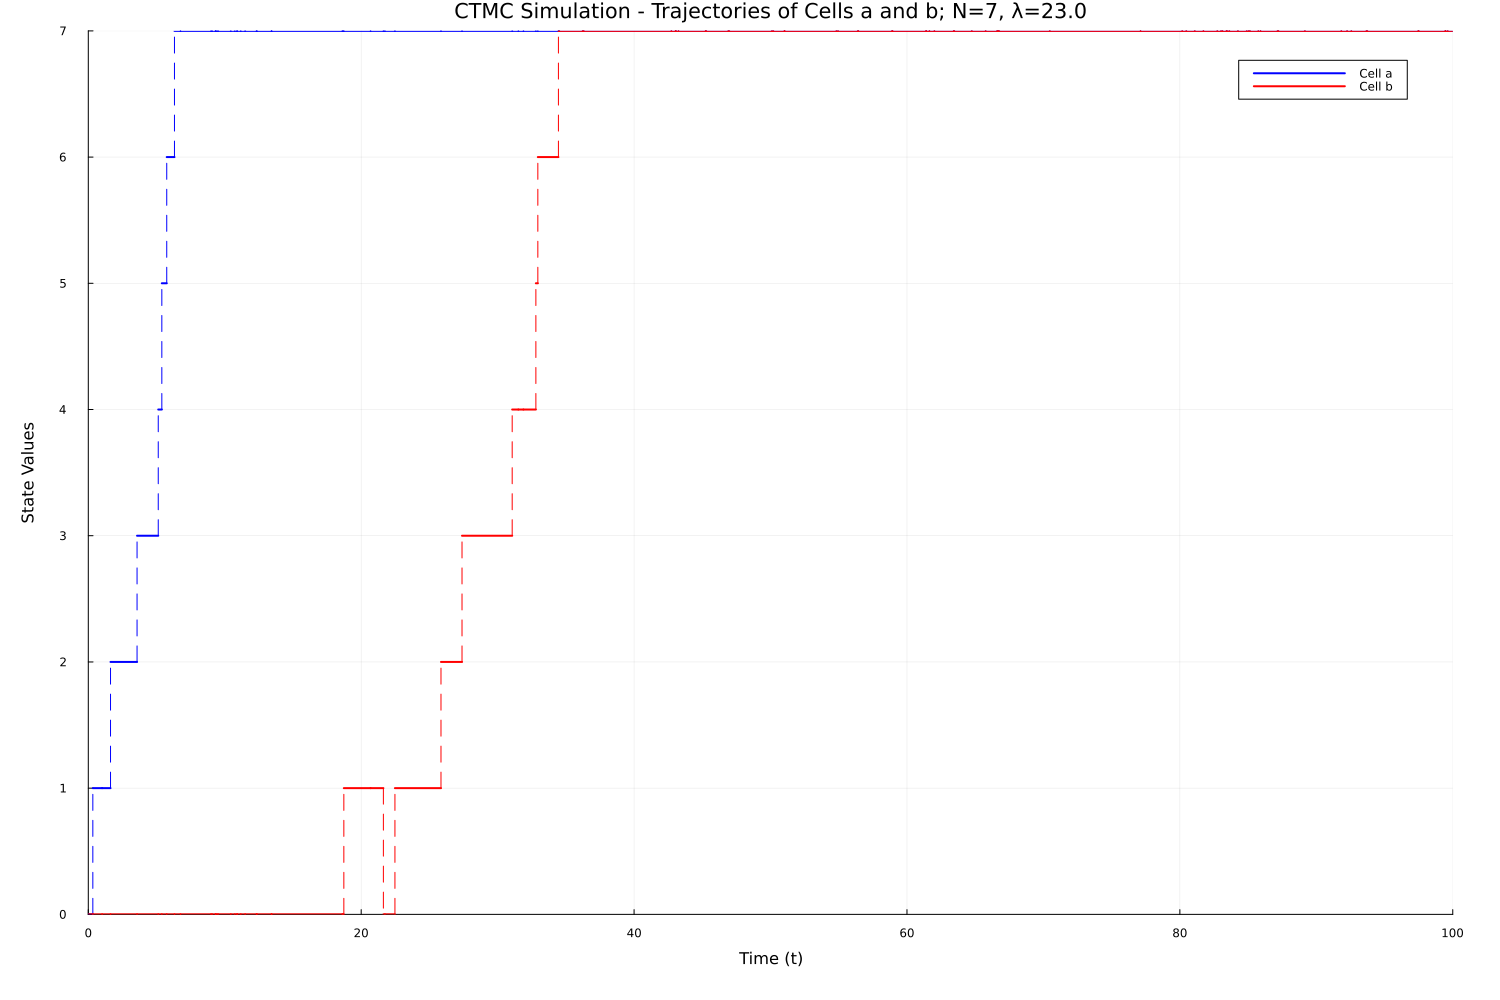 CTMC Simulation - Trajectories of Cells a and b; N=7, λ=23.0
7
Cell a
Cell b
6
5
4
State Values
3
2
1
0
0 20 40 60 80 100
Time (t)